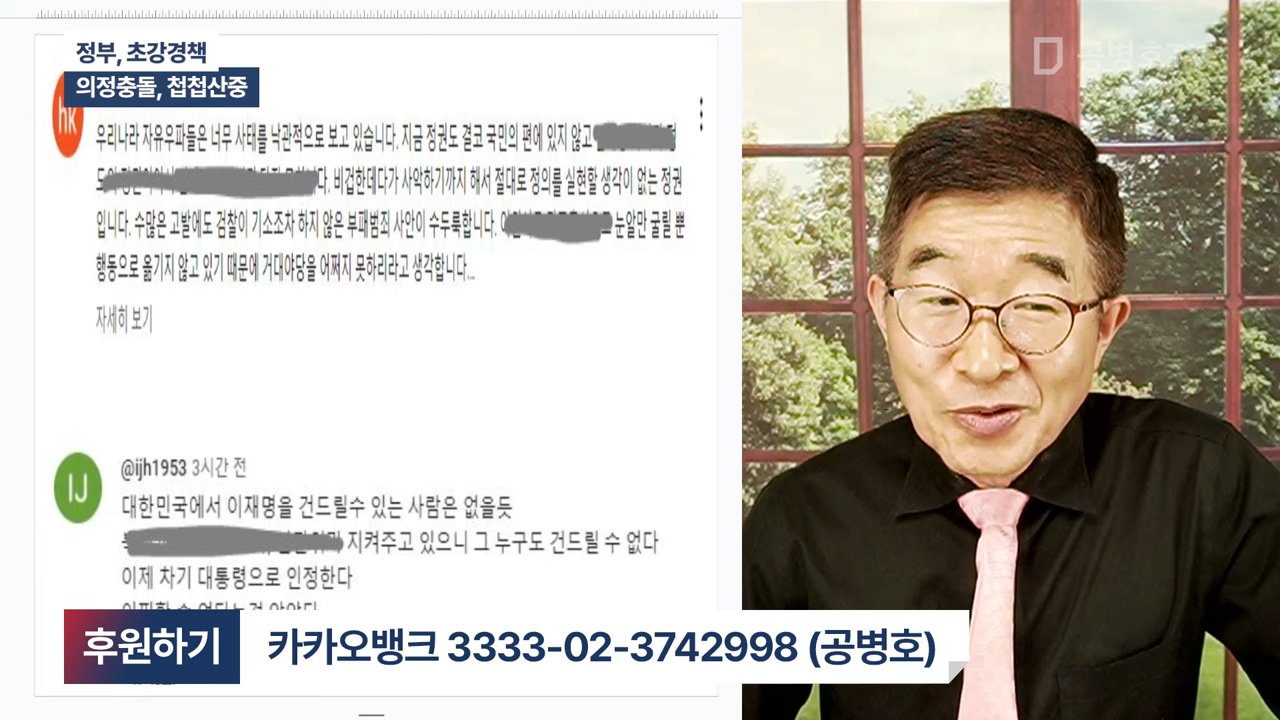 정부, 초강경책
의정충돌, 첩첩산중
공병호TV
hk
우리나라 자유우파들은 너무 사태를 낙관적으로 보고 있습니다. 지금 정권도 결코 국민의 편에 있지 않고
다. 비겁한데다가 사악하기까지 해서 절대로 정의를 실현할 생각이 없는 정권
입니다. 수많은 고발에도 검찰이 기소조차 하지 않은 부패범죄 사안이 수두룩합니다. 눈알만 굴릴 뿐
행동으로 옮기지 않고 있기 때문에 거대야당을 어쩌지 못하리라고 생각합니다...
자세히 보기
IJ
@ijh1953 3시간 전
대한민국에서 이재명을 건드릴수 있는 사람은 없을듯
지켜주고 있으니 그 누구도 건드릴 수 없다
이제 차기 대통령으로 인정한다
후원하기
카카오뱅크 3333-02-3742998 (공병호)